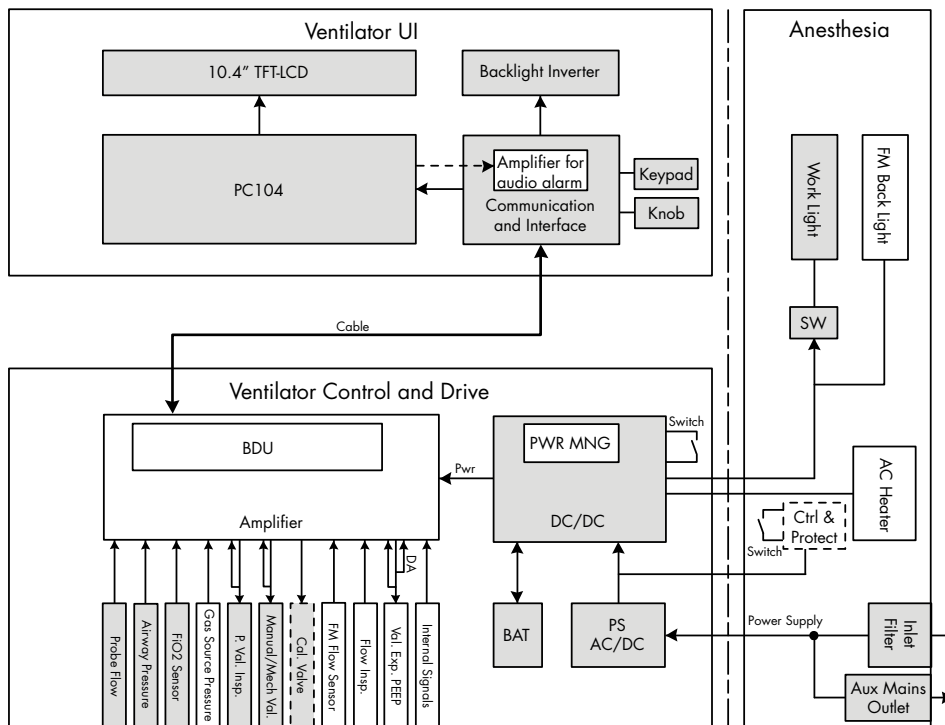 Ventilator UI
10.4” TFT-LCD
Backlight Inverter
PC104
Amplifier for
audio alarm
Communication
and Interface
Keypad
Knob
Cable
Anesthesia
Work Light
FM Back Light
SW
AC Heater
Ctrl &
Protect
Switch
Power Supply
Inlet
Filter
Aux Mains
Outlet
Ventilator Control and Drive
BDU
Amplifier
Pwr
PWR MNG
Switch
DC/DC
BAT
PS
AC/DC
DA
Probe Flow
Airway Pressure
FiO2 Sensor
Gas Source Pressure
P. Val. Insp.
Manual/Mech Val.
Cal. Valve
FM Flow Sensor
Flow Insp.
Val. Exp. PEEP
Internal Signals